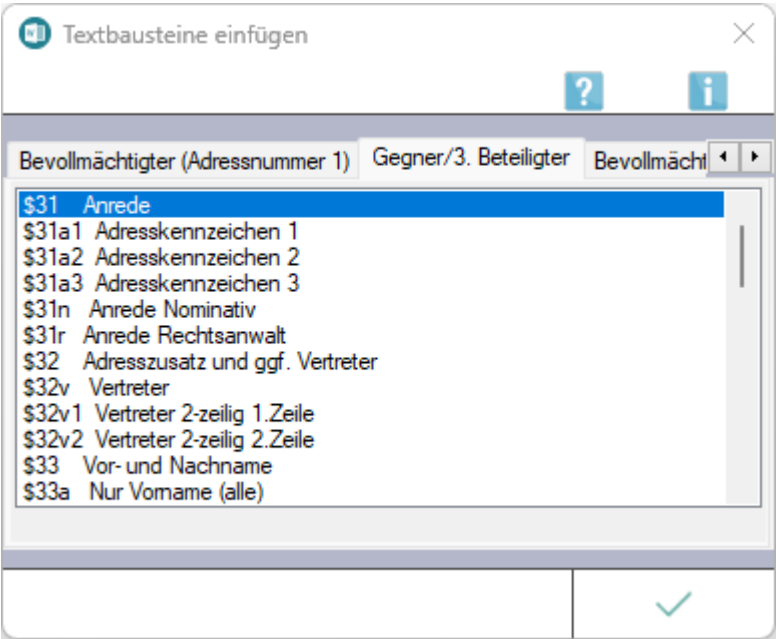 Textbausteine einfügen
Bevollmächtigter (Adressnummer 1) Gegner/3. Beteiligter Bevollmächt
$31 Anrede
$31a1 Adresskennzeichen 1
$31a2 Adresskennzeichen 2
$31a3 Adresskennzeichen 3
$31n Anrede Nominativ
$31r Anrede Rechtsanwalt
$32 Adresszusatz und ggf. Vertreter
$32v Vertreter
$32v1 Vertreter 2-zeilig 1.Zeile
$32v2 Vertreter 2-zeilig 2.Zeile
$33 Vor- und Nachname
$33a Nur Vorname (alle)